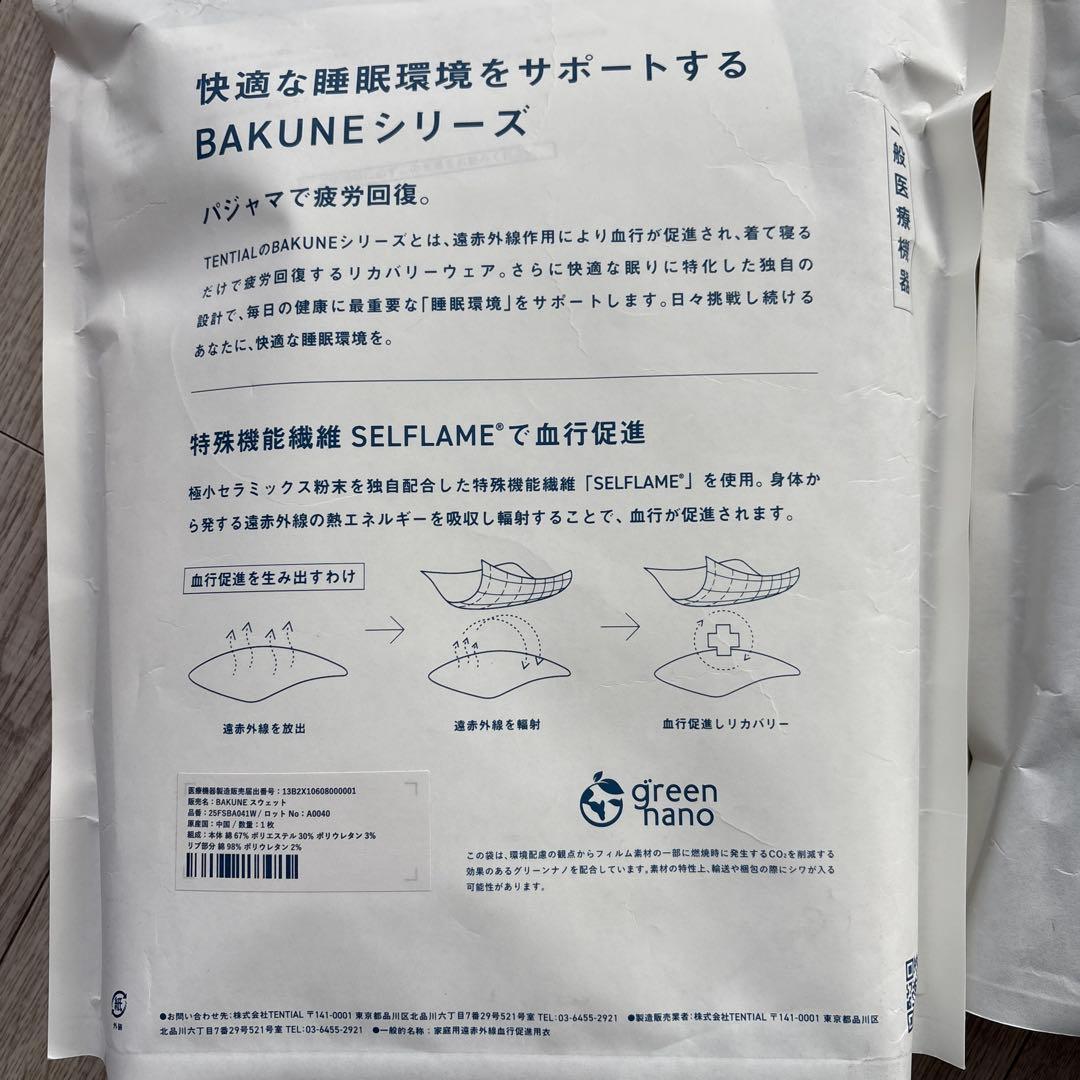 快適な睡眠環境をサポートする
BAKUNEシリーズ
一般医療機器
パジャマで疲労回復。
TENTIALのBAKUNEシリーズとは、遠赤外線作用により血行が促進され、着て寝る
だけで疲労回復するリカバリーウェア。さらに快適な眠りに特化した独自の
設計で、毎日の健康に最重要な「睡眠環境」をサポートします。日々挑戦し続ける
あなたに、快適な睡眠環境を。
特殊機能繊維 SELFLAME®で血行促進
極小セラミックス粉末を独自配合した特殊機能繊維「SELFLAME®」を使用。身体か
ら発する遠赤外線の熱エネルギーを吸収し輻射することで、血行が促進されます。
血行促進を生み出すわけ
遠赤外線を放出
遠赤外線を輻射
血行促進しリカバリー
医療機器製造販売届出番号：13B2X10608000001
販売名：BAKUNE スウェット
品番：25FSBA041W / ロット No：A0040
原産国：中国 / 数量：1枚
組成：本体 綿 67% ポリエステル 30% ポリウレタン 3%
リブ部分 綿 98% ポリウレタン 2%
green
nano
この袋は、環境配慮の観点からフィルム素材の一部に燃焼時に発生するCO₂を削減する
効果のあるグリーンナノを配合しています。素材の特性上、輸送や梱包の際にシワが入る
可能性があります。
紙
外装
●お問い合わせ先：株式会社TENTIAL 〒141-0001 東京都品川区北品川六丁目7番29号521号室 TEL：03-6455-2921 ●製造販売業者：株式会社TENTIAL 〒141-0001 東京都品川区
北品川六丁目7番29号521号室 TEL：03-6455-2921 ●一般的名称：家庭用遠赤外線血行促進用衣